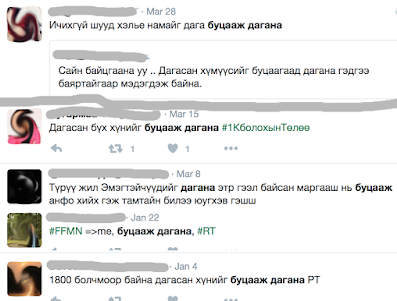 · Mar 28
Ичихгүй шууд хэлье намайг дага буцааж дагана
Сайн байцгаана уу .. Дагасан хүмүүсийг буцаагаад дагана гэдгээ
баяртайгаар мэдэгдэж байна.
· Mar 15
Дагасан бүх хүнийг буцааж дагана #1КболохынТөлөө
1 1
· Mar 8
Түрүү жил Эмэгтэйчүүдийг дагана этр гээл байсан маргааш нь буцааж
анфо хийх гэж тамтайн билээ юугхэв гэшш
· Jan 22
#FFMN =>me, буцааж дагана, #RT
· Jan 4
1800 болчмоор байна дагасан хүнийг буцааж дагана РТ